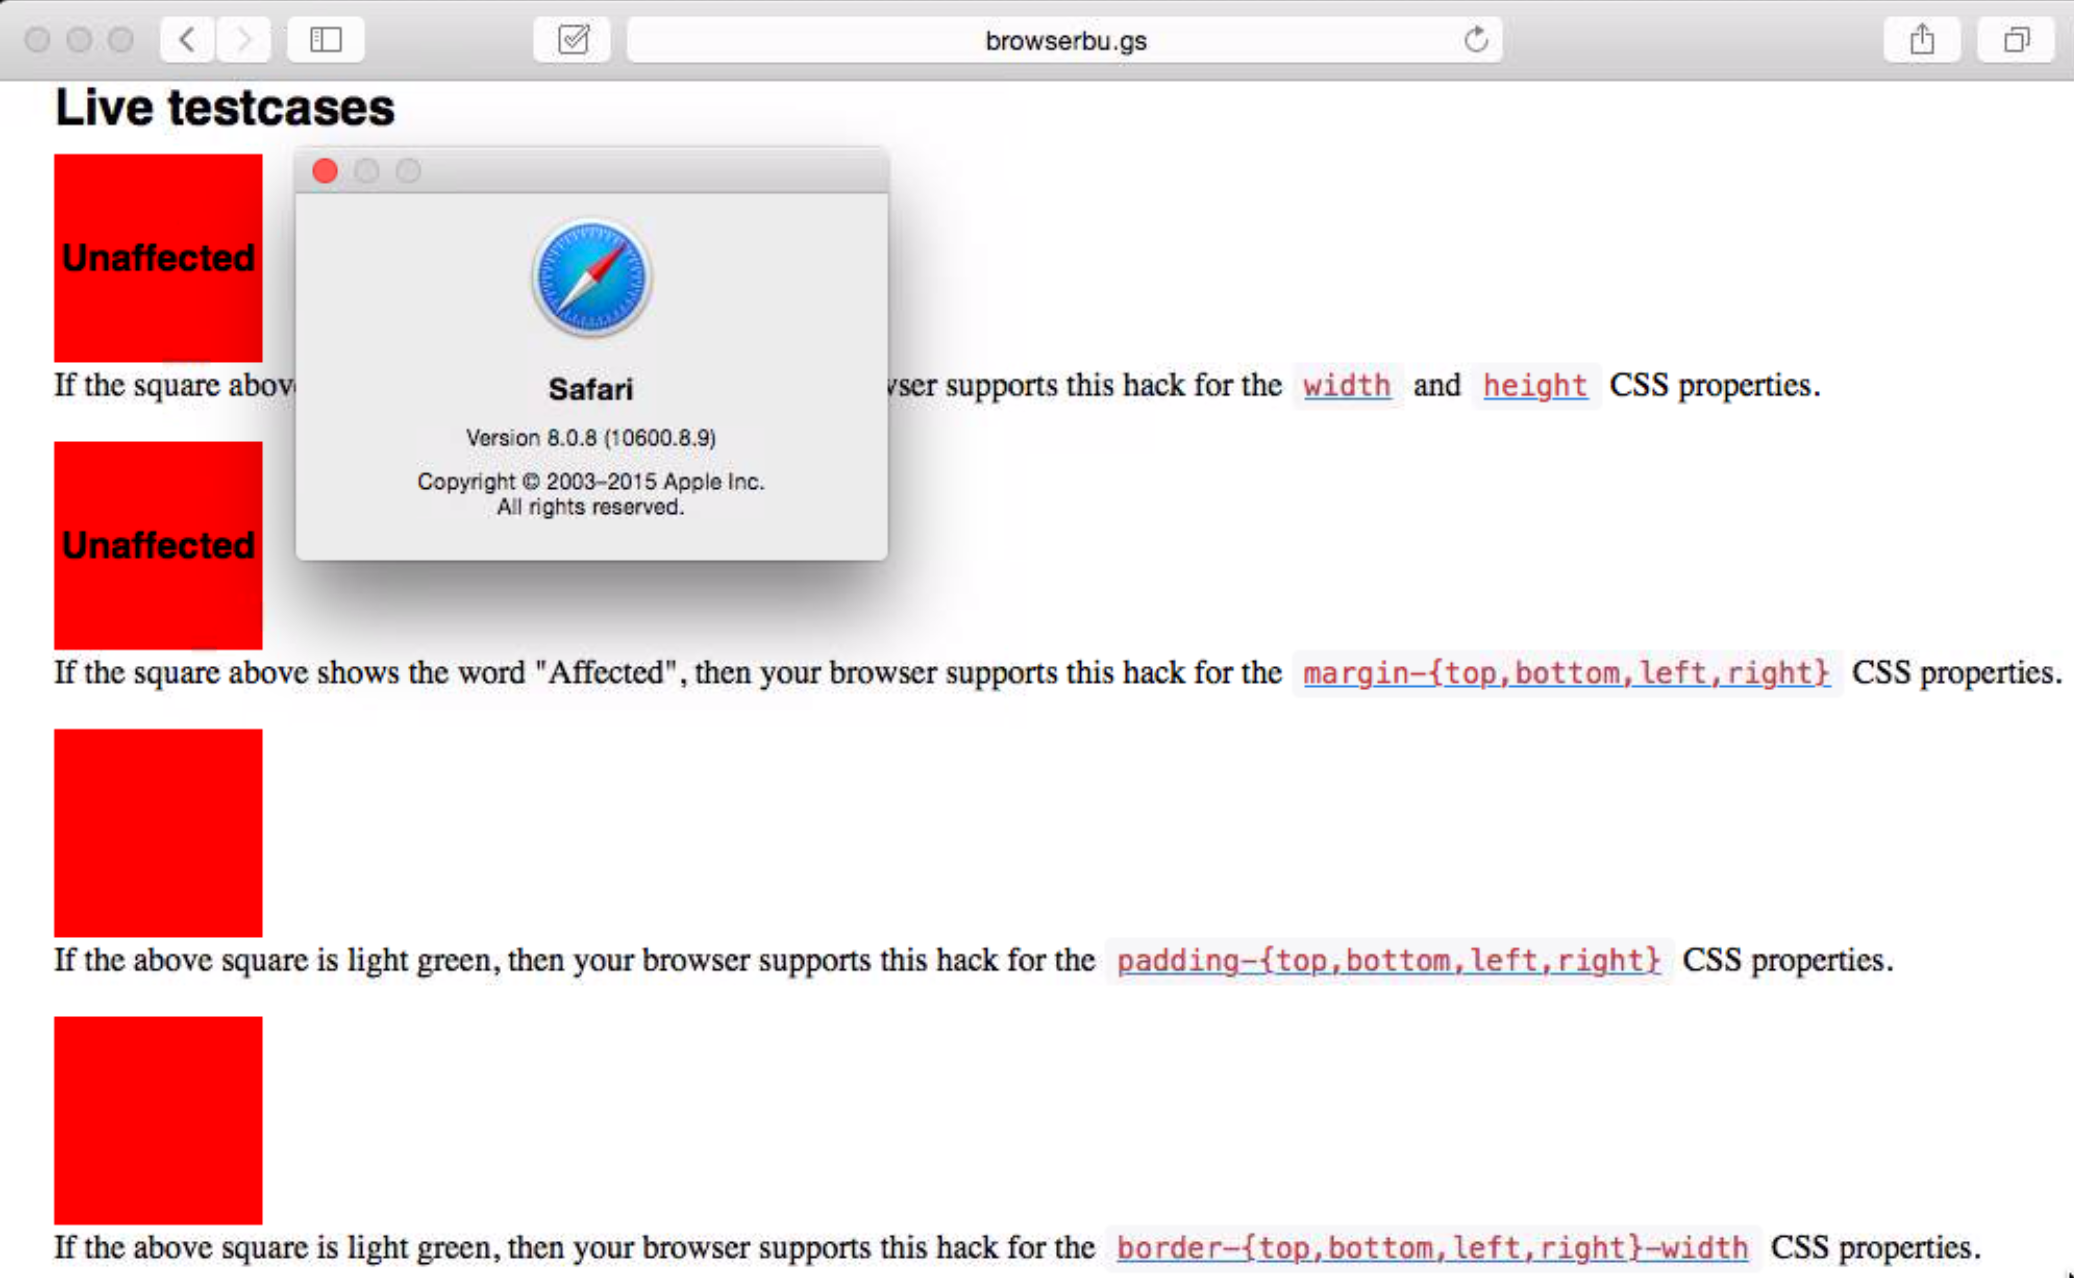 browserbu.gs
Live testcases
Unaffected
Safari
Version 8.0.8 (10600.8.9)
Copyright © 2003–2015 Apple Inc.
All rights reserved.
If the square above supports this hack for the width and height CSS properties.
Unaffected
If the square above shows the word "Affected", then your browser supports this hack for the margin-{top,bottom,left,right} CSS properties.
If the above square is light green, then your browser supports this hack for the padding-{top,bottom,left,right} CSS properties.
If the above square is light green, then your browser supports this hack for the border-{top,bottom,left,right}-width CSS properties.